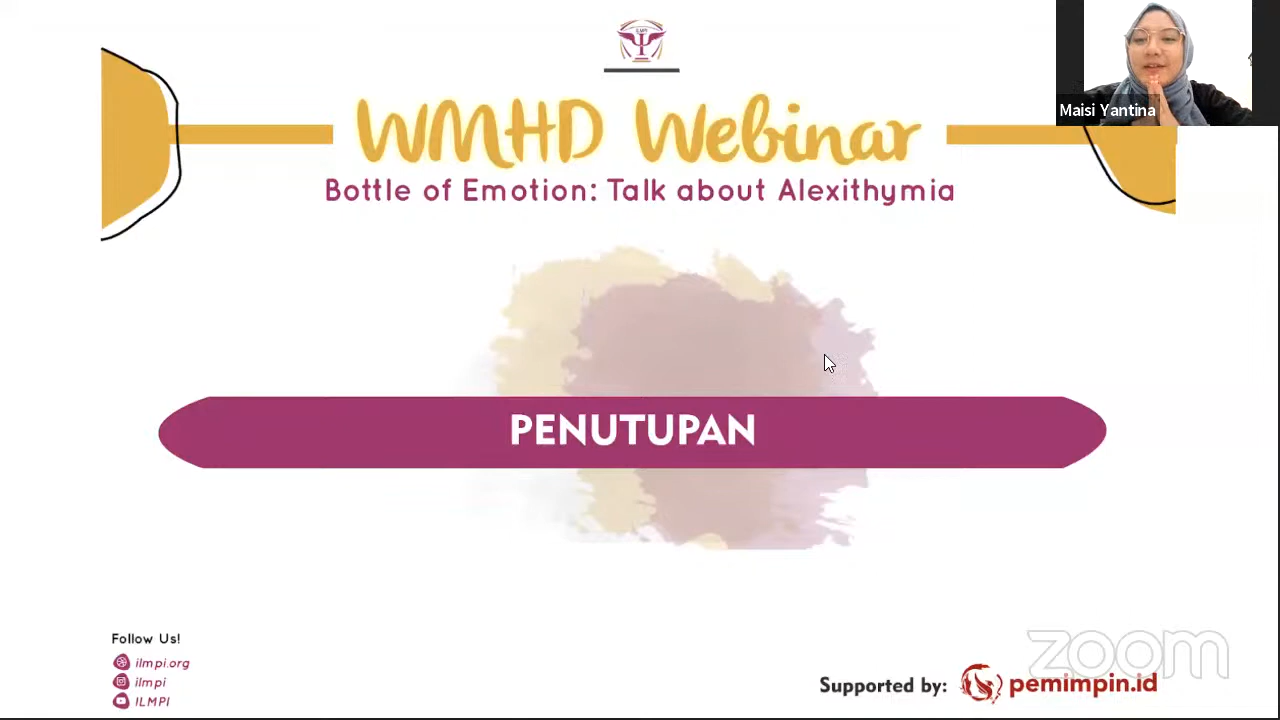 ILMPI
WMHD Webinar
Bottle of Emotion: Talk about Alexithymia
Maisi Yantina
PENUTUPAN
Follow Us!
ilmpi.org
ilmpi
ILMPI
Supported by: pemimpin.id
zoom